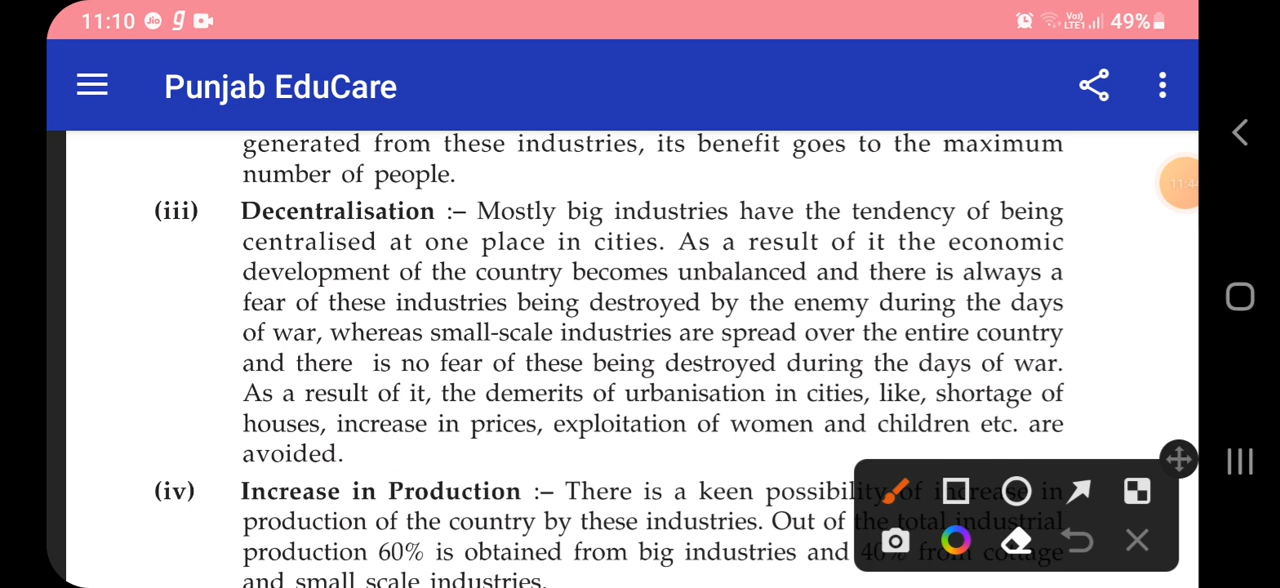 11:10 Jio g Vo) LTE1 49%
Punjab EduCare
generated from these industries, its benefit goes to the maximum
number of people.
11:4
(iii) Decentralisation :– Mostly big industries have the tendency of being
centralised at one place in cities. As a result of it the economic
development of the country becomes unbalanced and there is always a
fear of these industries being destroyed by the enemy during the days
of war, whereas small-scale industries are spread over the entire country
and there is no fear of these being destroyed during the days of war.
As a result of it, the demerits of urbanisation in cities, like, shortage of
houses, increase in prices, exploitation of women and children etc. are
avoided.
(iv) Increase in Production :– There is a keen possibility of increase in
production of the country by these industries. Out of the total industrial
production 60% is obtained from big industries and 40% from cottage
and small scale industries.